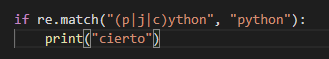 if re.match("(p|j|c)ython", "python"):
    print("cierto")